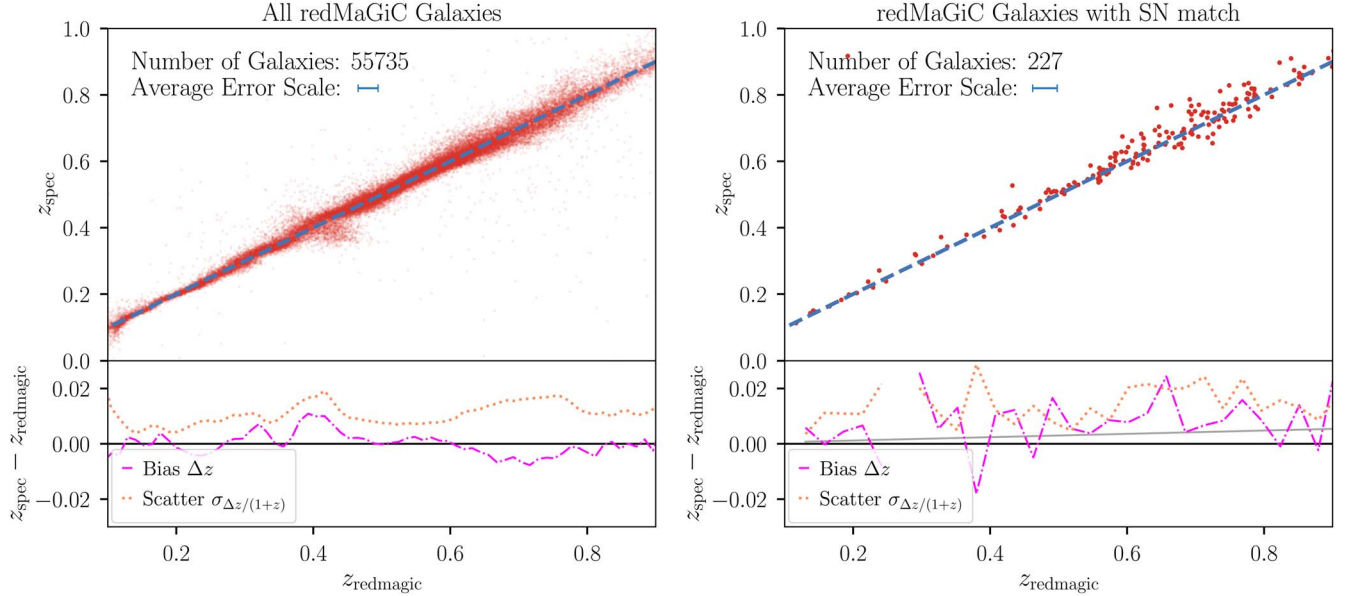 All redMaGiC Galaxies
Number of Galaxies: 55735
Average Error Scale:
1.0
0.8
0.6
0.4
0.2
0.0
z_spec
0.02
0.00
−0.02
z_spec − z_redmagic
Bias Δz
Scatter σ_Δz/(1+z)
0.2 0.4 0.6 0.8
z_redmagic
redMaGiC Galaxies with SN match
Number of Galaxies: 227
Average Error Scale:
1.0
0.8
0.6
0.4
0.2
0.0
z_spec
0.02
0.00
−0.02
z_spec − z_redmagic
Bias Δz
Scatter σ_Δz/(1+z)
0.2 0.4 0.6 0.8
z_redmagic